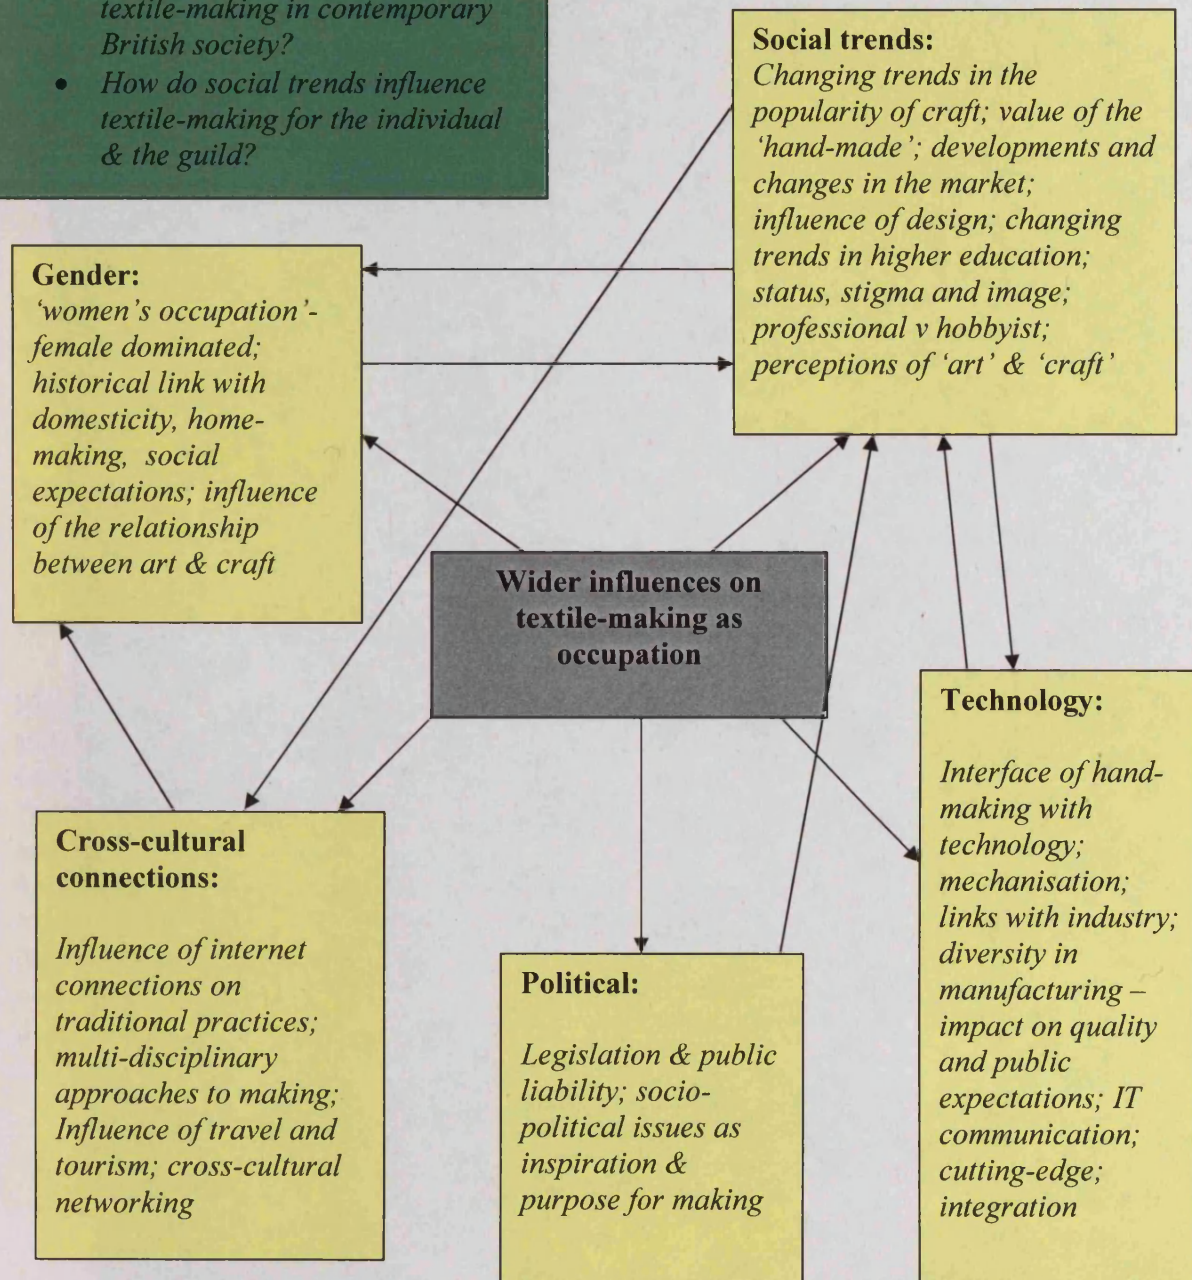 textile-making in contemporary
British society?
• How do social trends influence
textile-making for the individual
& the guild?
Social trends:
Changing trends in the
popularity of craft; value of the
‘hand-made’; developments and
changes in the market;
influence of design; changing
trends in higher education;
status, stigma and image;
professional v hobbyist;
perceptions of ‘art’ & ‘craft’
Gender:
‘women’s occupation’-
female dominated;
historical link with
domesticity, home-
making, social
expectations; influence
of the relationship
between art & craft
Wider influences on
textile-making as
occupation
Technology:
Interface of hand-
making with
technology;
mechanisation;
links with industry;
diversity in
manufacturing –
impact on quality
and public
expectations; IT
communication;
cutting-edge;
integration
Cross-cultural
connections:
Influence of internet
connections on
traditional practices;
multi-disciplinary
approaches to making;
Influence of travel and
tourism; cross-cultural
networking
Political:
Legislation & public
liability; socio-
political issues as
inspiration &
purpose for making